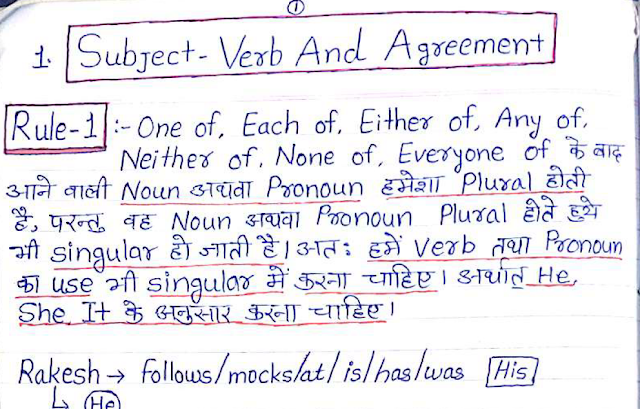 ①
1. Subject-Verb And Agreement
Rule-1 :- One of, Each of, Either of, Any of,
Neither of, None of, Everyone of के बाद
आने वाली Noun अथवा Pronoun हमेशा Plural होती
है, परन्तु वह Noun अथवा Pronoun Plural होते हुये
भी singular हो जाती है। अतः हमें Verb तथा Pronoun
का use भी singular में करना चाहिए। अर्थात् He,
She, It के अनुसार करना चाहिए।
Rakesh → follows/mocks/at/is/has/was His
↳ He